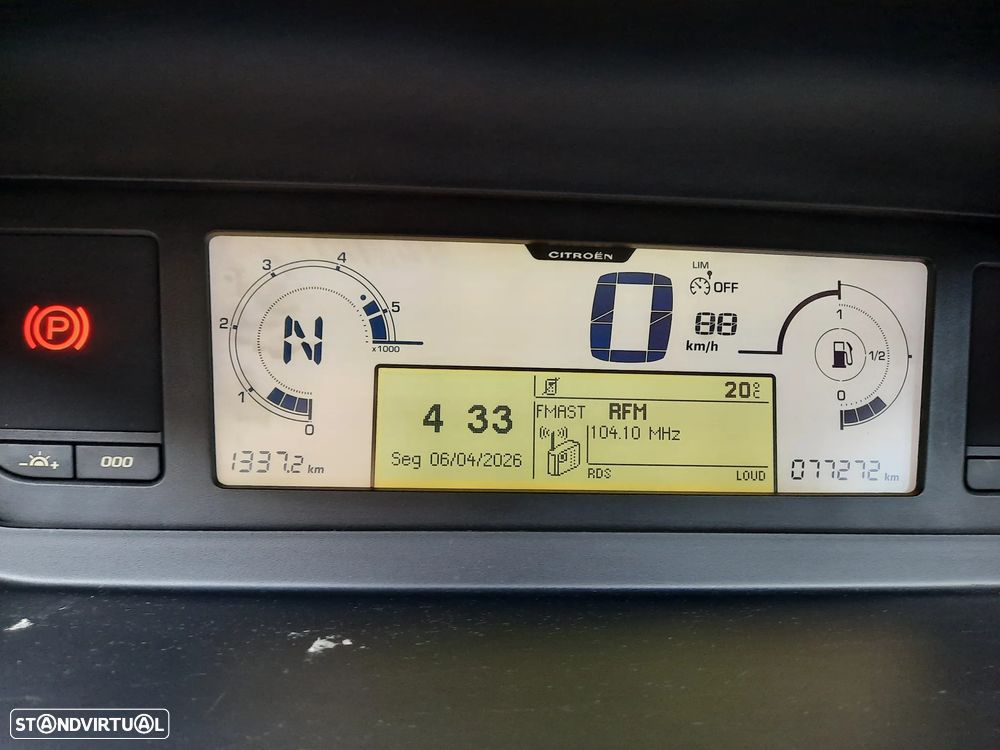 CITROËN
3 4
2 5
1 0
x1000
N
1337.2 km
0
LIM
OFF
88
km/h
1
1/2
0
077272 km
20°C
4 33
Seg 06/04/2026
FMAST RFM
104.10 MHz
RDS LOUD
P
- +
000
STANDVIRTUAL